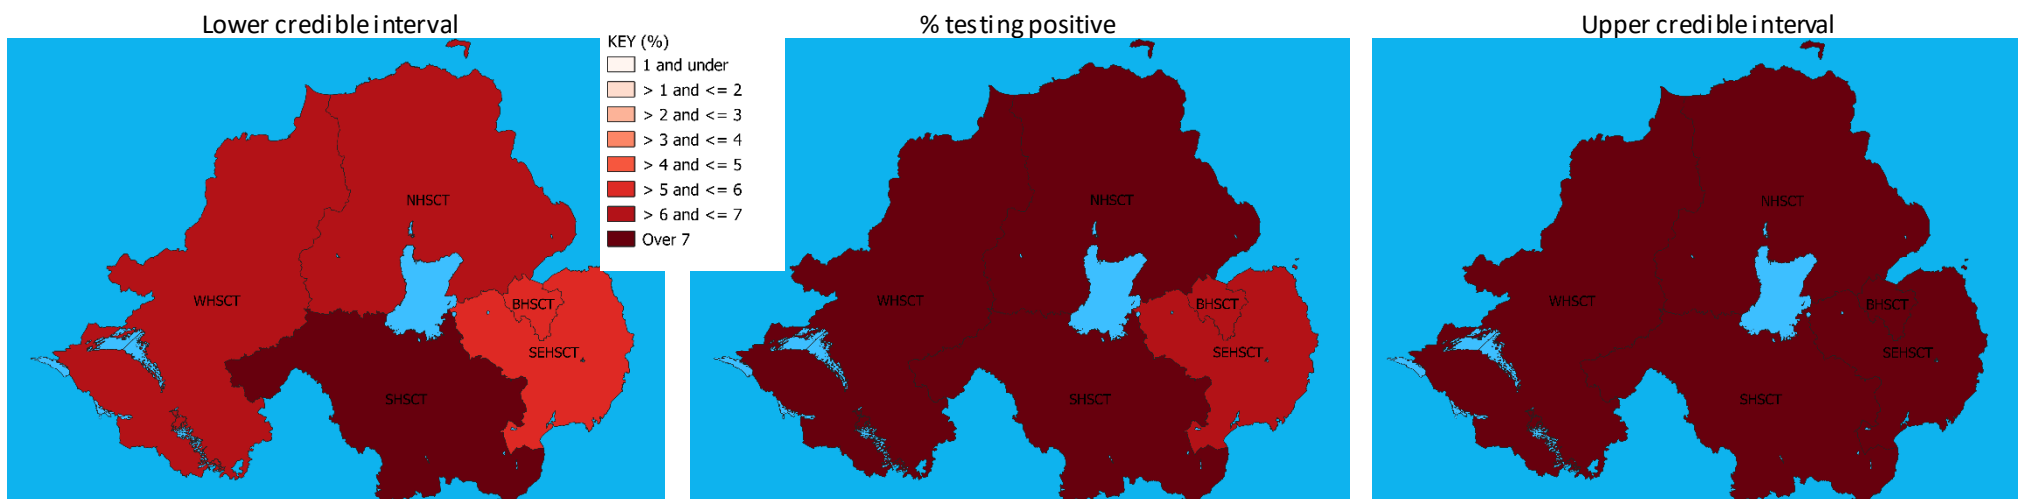 Lower credible interval
% testing positive
Upper credible interval
KEY (%)
1 and under
> 1 and <= 2
> 2 and <= 3
> 3 and <= 4
> 4 and <= 5
> 5 and <= 6
> 6 and <= 7
Over 7
NHSCT
WHSCT
BHSCT
SEHSCT
SHSCT
NHSCT
WHSCT
BHSCT
SEHSCT
SHSCT
NHSCT
WHSCT
BHSCT
SEHSCT
SHSCT